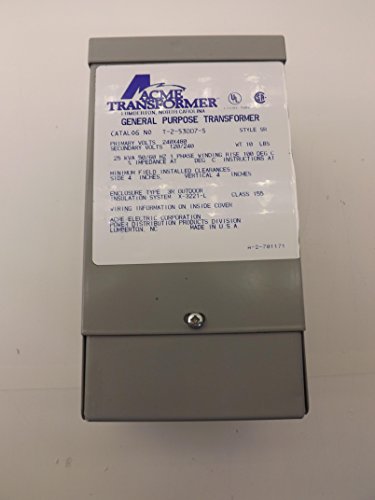 ACME
TRANSFORMER
LUMBERTON, NORTH CAROLINA
GENERAL PURPOSE TRANSFORMER
CATALOG NO T-2-53007-S STYLE SR
PRIMARY VOLTS 240X480 WT 10 LBS
SECONDARY VOLTS 120/240
.25 KVA 50/60 HZ 1 PHASE WINDING RISE 100 DEG C
% IMPEDANCE AT DEG C INSTRUCTIONS AT
MINIMUM FIELD INSTALLED CLEARANCES
SIDE 4 INCHES. VERTICAL 4 INCHES
ENCLOSURE TYPE 3R OUTDOOR
INSULATION SYSTEM X-3221-L CLASS 155
WIRING INFORMATION ON INSIDE COVER
ACME ELECTRIC CORPORATION
POWER DISTRIBUTION PRODUCTS DIVISION
LUMBERTON, NC MADE IN U.S.A.
A-2-701171